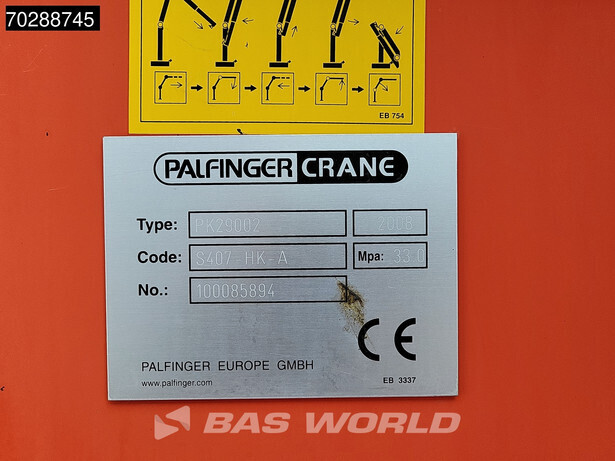 70288745
EB 754
PALFINGER CRANE
Type: PK29002 2008
Code: S407-HK-A Mpa: 33.0
No.: 100085894
PALFINGER EUROPE GMBH
www.palfinger.com
EB 3337
CE
BAS WORLD